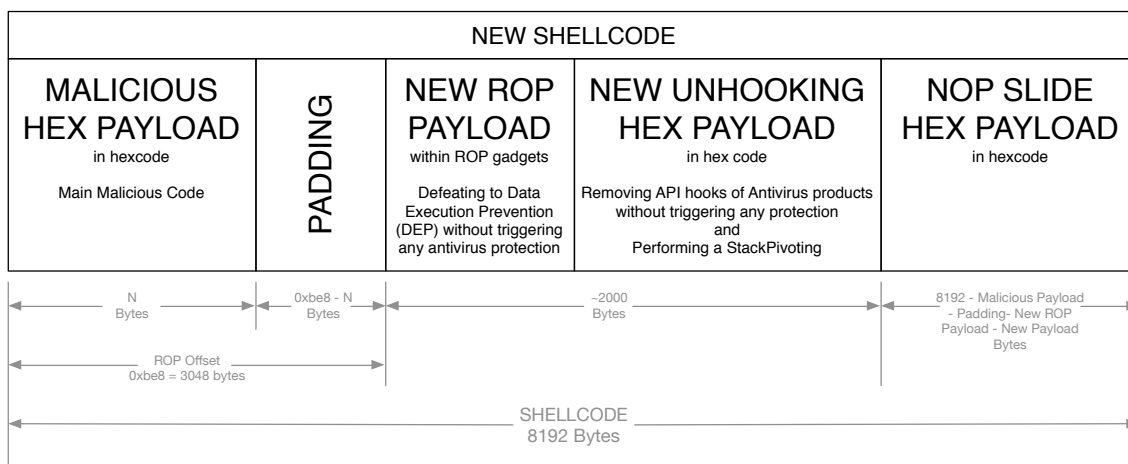 NEW SHELLCODE
MALICIOUS
HEX PAYLOAD
in hexcode
Main Malicious Code
PADDING
NEW ROP
PAYLOAD
within ROP gadgets
Defeating to Data
Execution Prevention
(DEP) without triggering
any antivirus protection
NEW UNHOOKING
HEX PAYLOAD
in hex code
Removing API hooks of Antivirus products
without triggering any protection
and
Performing a StackPivoting
NOP SLIDE
HEX PAYLOAD
in hexcode
N
Bytes
0xbe8 - N
Bytes
~2000
Bytes
8192 - Malicious Payload
- Padding- New ROP
Payload - New Payload
Bytes
ROP Offset
0xbe8 = 3048 bytes
SHELLCODE
8192 Bytes